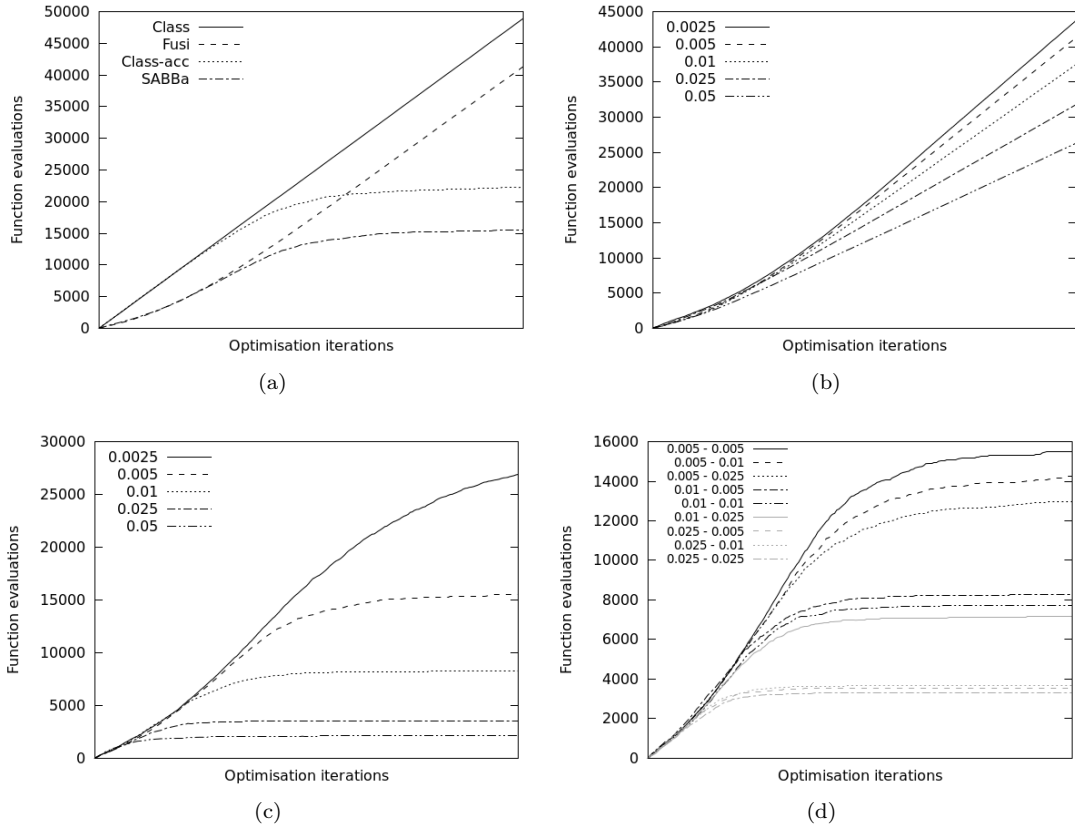 50000
45000
40000
35000
30000
25000
20000
15000
10000
5000
0
Class
Fusi
Class-acc
SABBa
Function evaluations
Optimisation iterations
(a)
45000
40000
35000
30000
25000
20000
15000
10000
5000
0
0.0025
0.005
0.01
0.025
0.05
Function evaluations
Optimisation iterations
(b)
30000
25000
20000
15000
10000
5000
0
0.0025
0.005
0.01
0.025
0.05
Function evaluations
Optimisation iterations
(c)
16000
14000
12000
10000
8000
6000
4000
2000
0
0.005 - 0.005
0.005 - 0.01
0.005 - 0.025
0.01 - 0.005
0.01 - 0.01
0.01 - 0.025
0.025 - 0.005
0.025 - 0.01
0.025 - 0.025
Function evaluations
Optimisation iterations
(d)